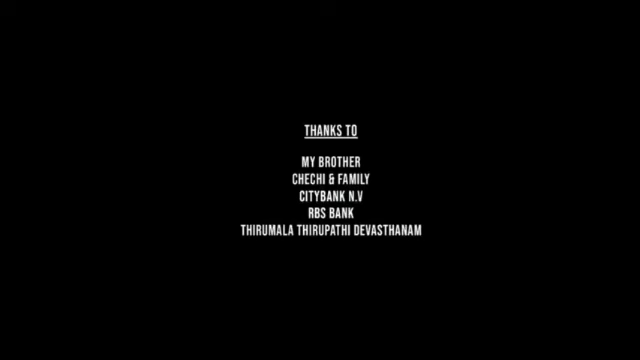 THANKS TO
MY BROTHER
CHECHI & FAMILY
CITYBANK N.V
RBS BANK
THIRUMALA THIRUPATHI DEVASTHANAM